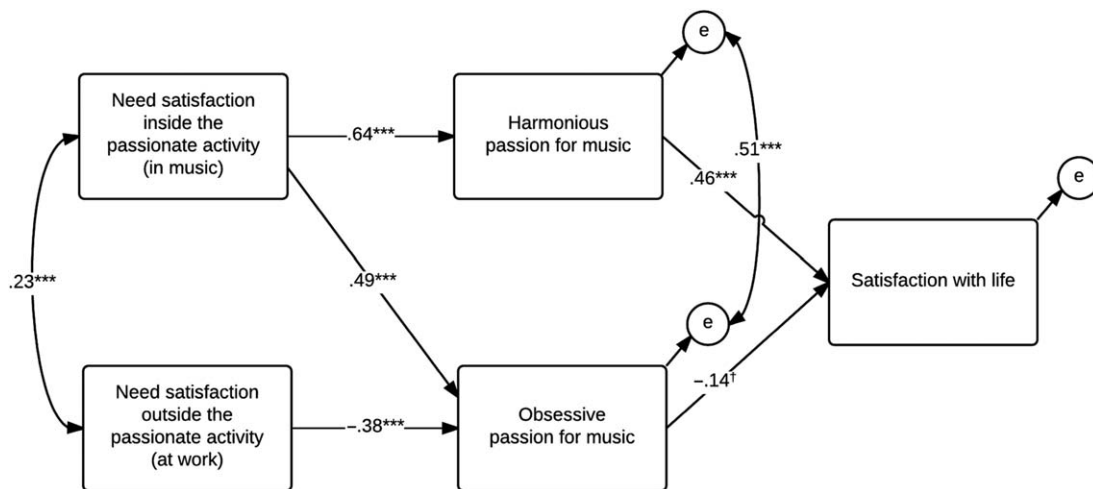 e
Need satisfaction
inside the
passionate activity
(in music)
.64***
Harmonious
passion for music
.51***
.46***
e
.23***
.49***
Satisfaction with life
e
Need satisfaction
outside the
passionate activity
(at work)
–.38***
Obsessive
passion for music
–.14†